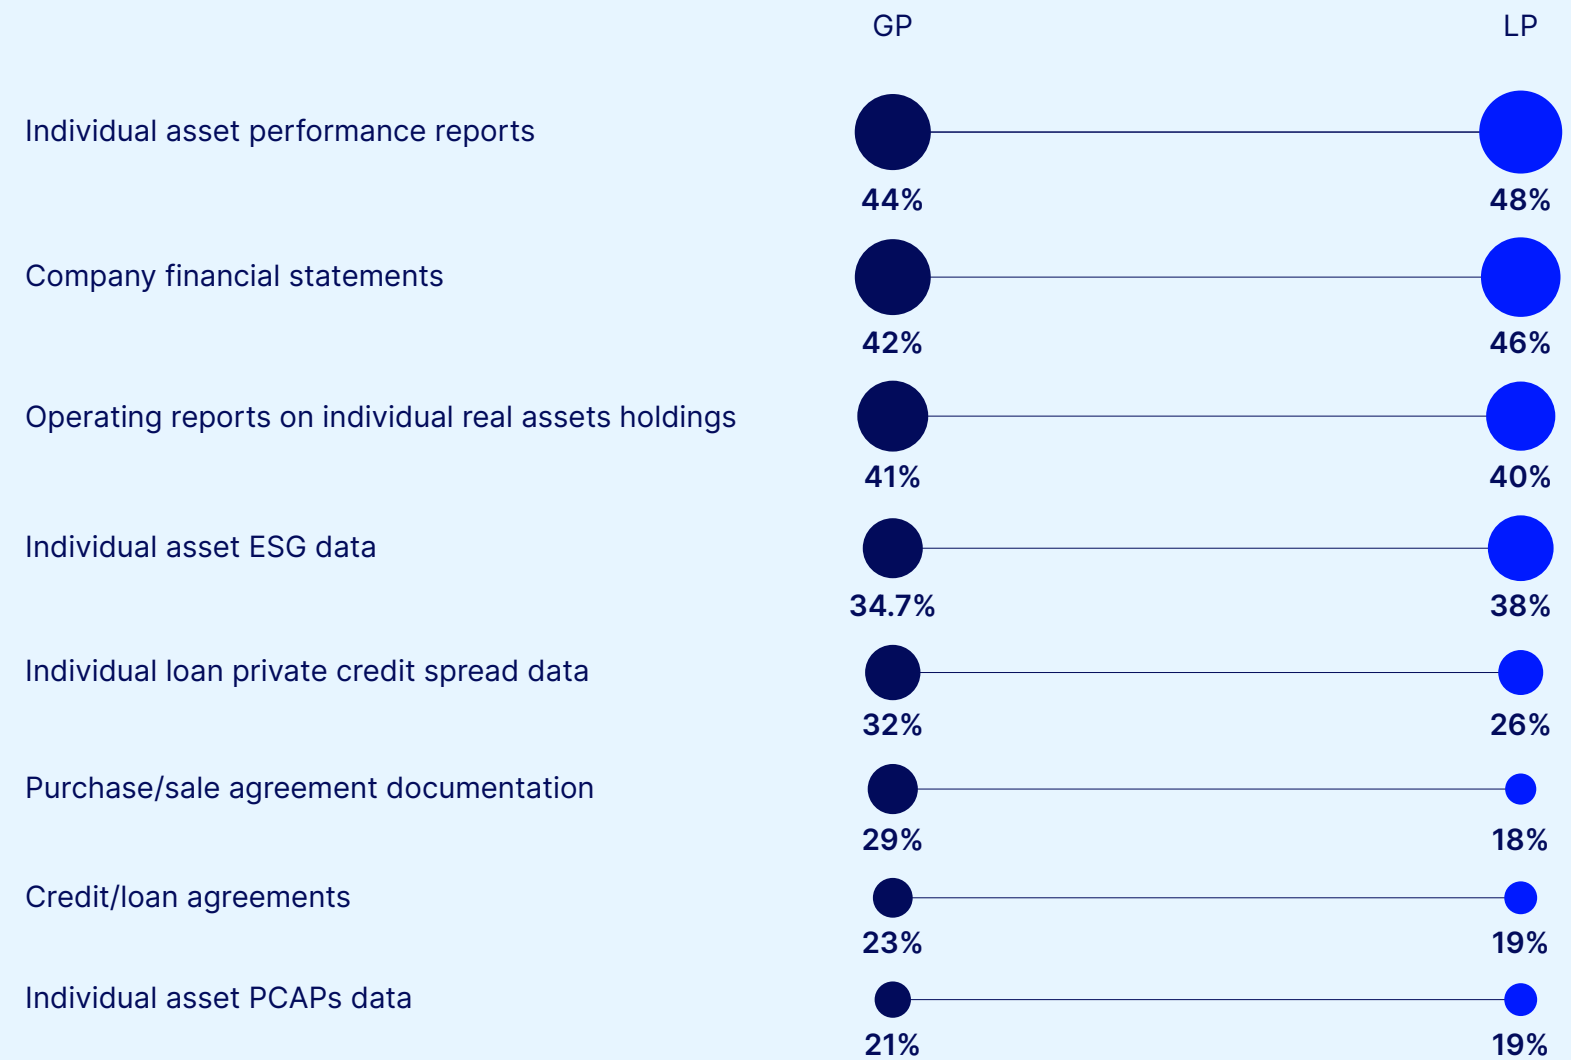 GP LP
Individual asset performance reports
44% 48%
Company financial statements
42% 46%
Operating reports on individual real assets holdings
41% 40%
Individual asset ESG data
34.7% 38%
Individual loan private credit spread data
32% 26%
Purchase/sale agreement documentation
29% 18%
Credit/loan agreements
23% 19%
Individual asset PCAPs data
21% 19%